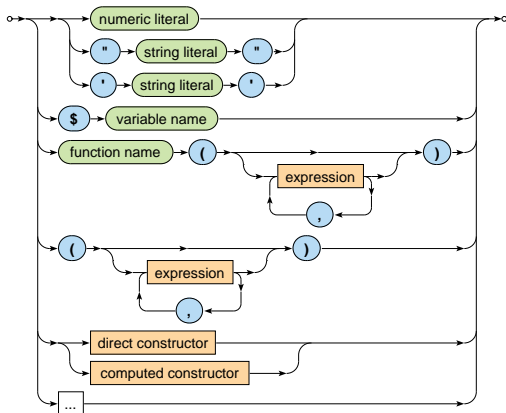 numeric literal
" string literal "
' string literal '
$ variable name
function name ( )
expression
,
( )
expression
,
direct constructor
computed constructor
...